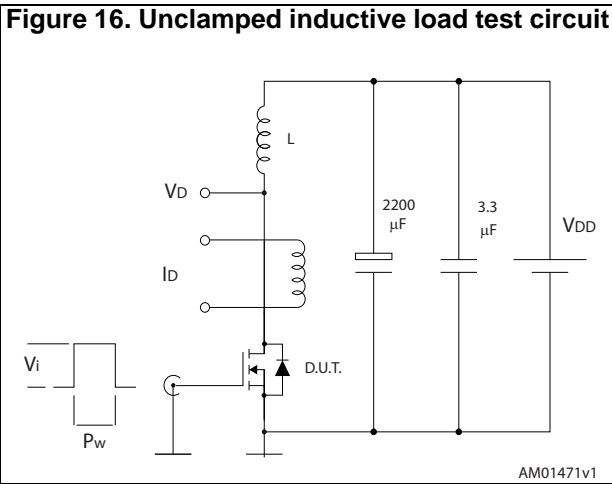 Figure 16. Unclamped inductive load test circuit
L
VD
2200
μF
3.3
μF
VDD
ID
Vi
D.U.T.
Pw
AM01471v1